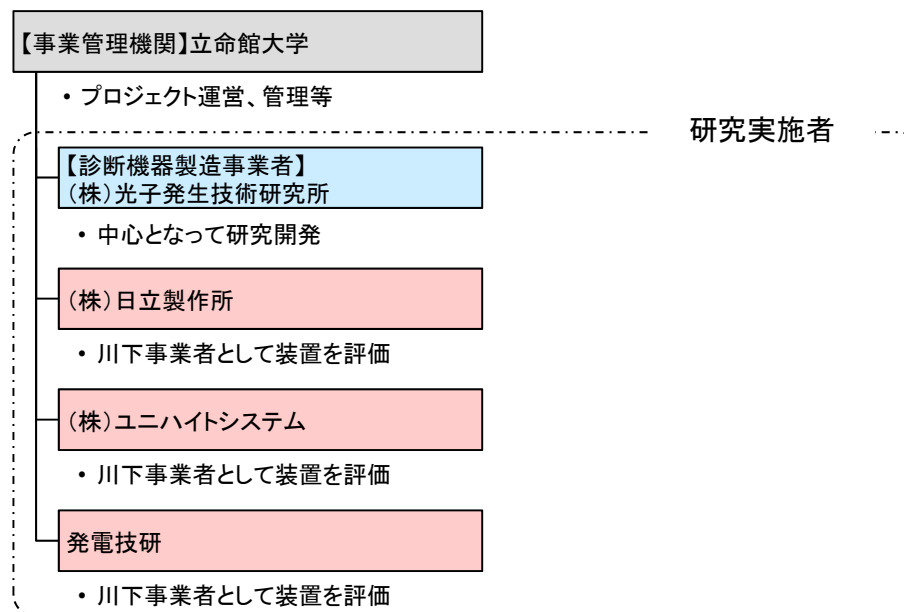 【事業管理機関】立命館大学
• プロジェクト運営、管理等
研究実施者
【診断機器製造事業者】
（株）光子発生技術研究所
• 中心となって研究開発
（株）日立製作所
• 川下事業者として装置を評価
（株）ユニハイトシステム
• 川下事業者として装置を評価
発電技研
• 川下事業者として装置を評価